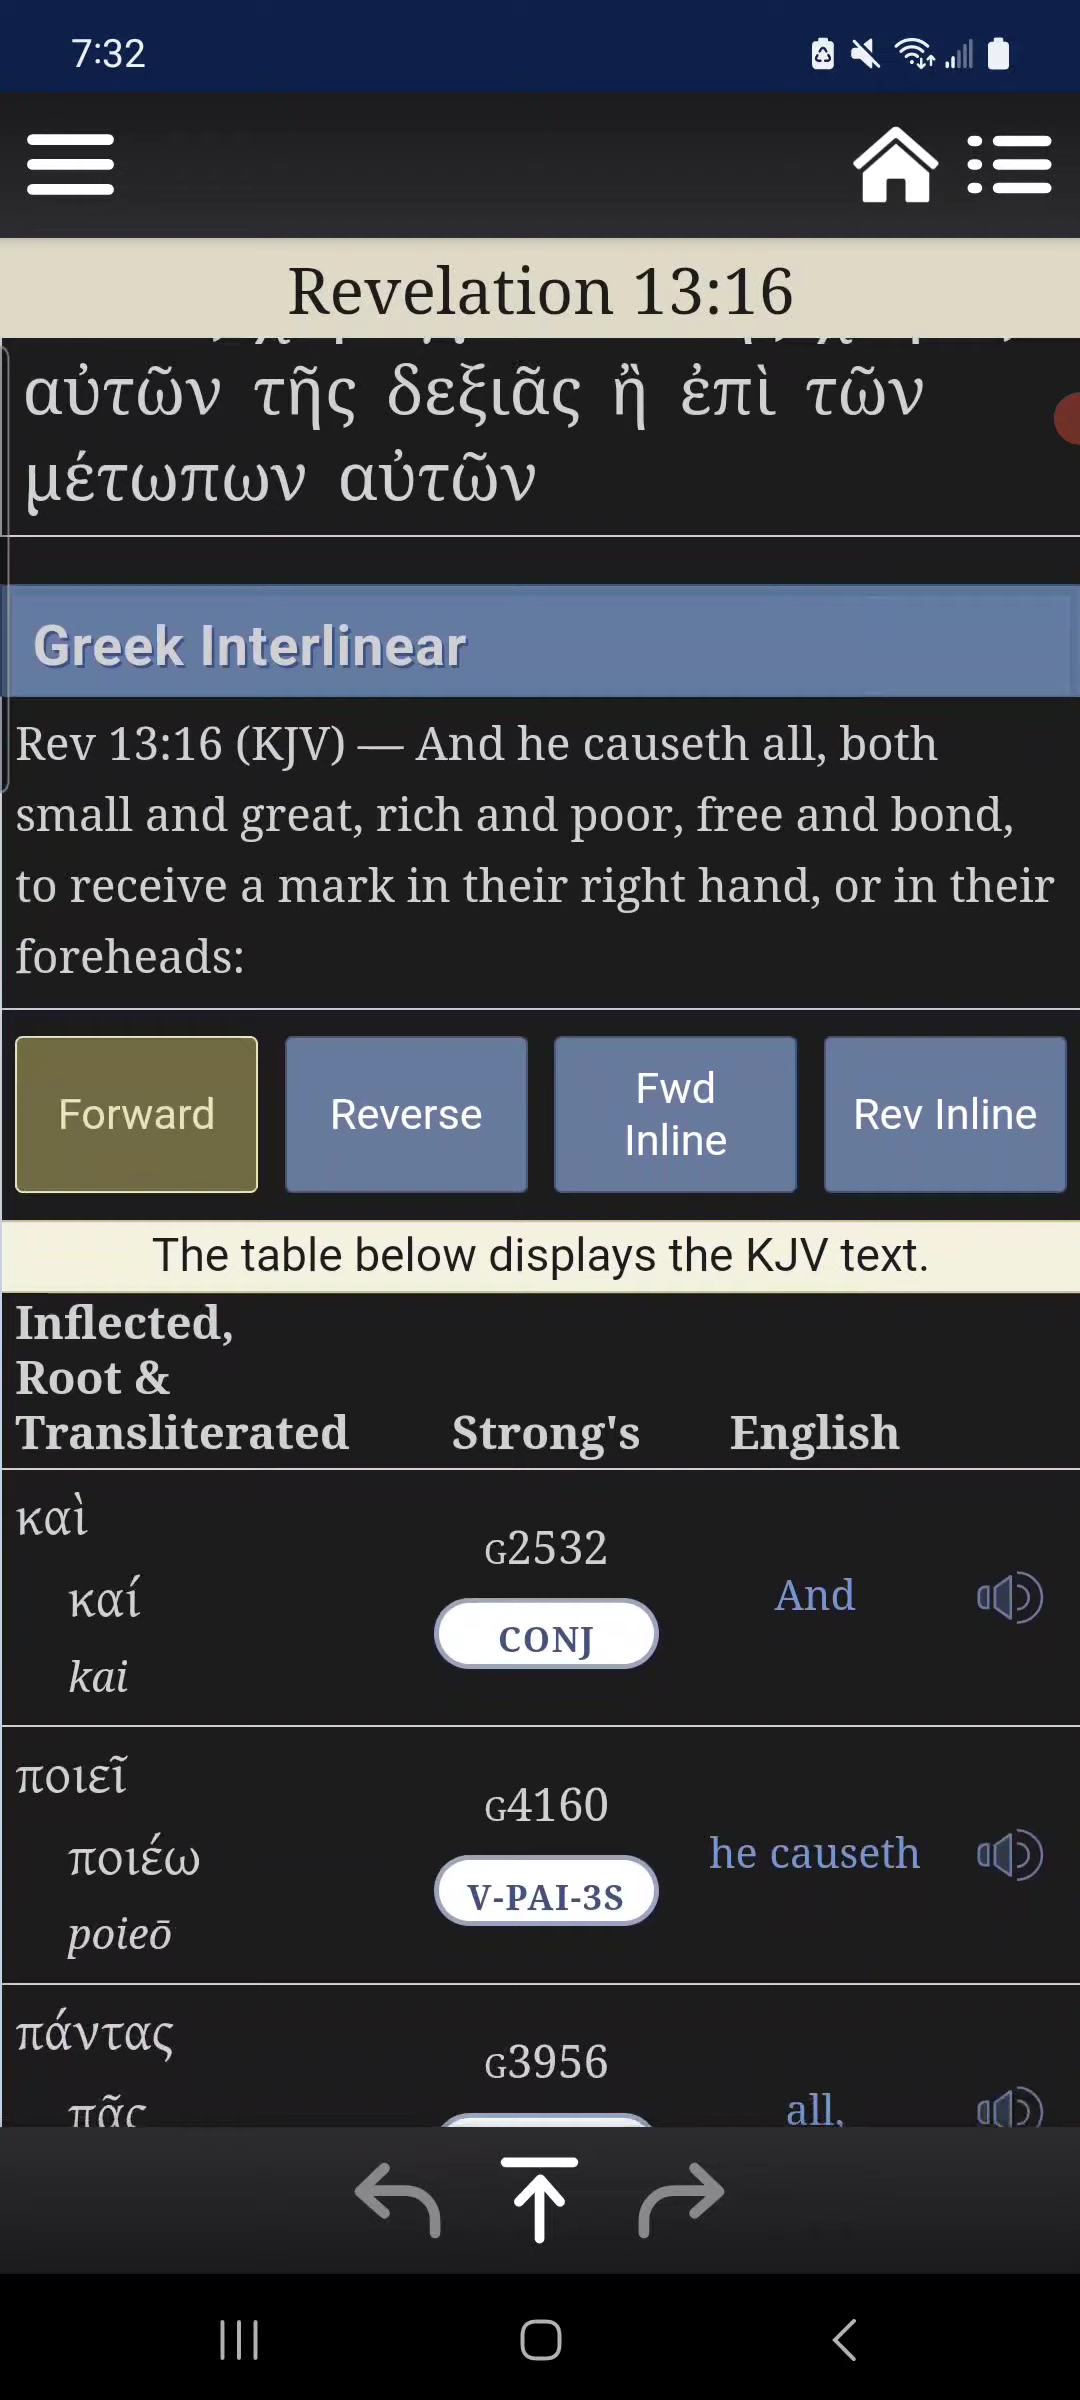 7:32
Revelation 13:16
αὐτῶν τῆς δεξιᾶς ἢ ἐπὶ τῶν
μέτωπων αὐτῶν
Greek Interlinear
Rev 13:16 (KJV) — And he causeth all, both
small and great, rich and poor, free and bond,
to receive a mark in their right hand, or in their
foreheads:
Forward
Reverse
Fwd
Inline
Rev Inline
The table below displays the KJV text.
Inflected,
Root &
Transliterated
Strong's
English
καὶ
καί
kai
G2532
CONJ
And
ποιεῖ
ποιέω
poieō
G4160
V-PAI-3S
he causeth
πάντας
πᾶς
G3956
all,